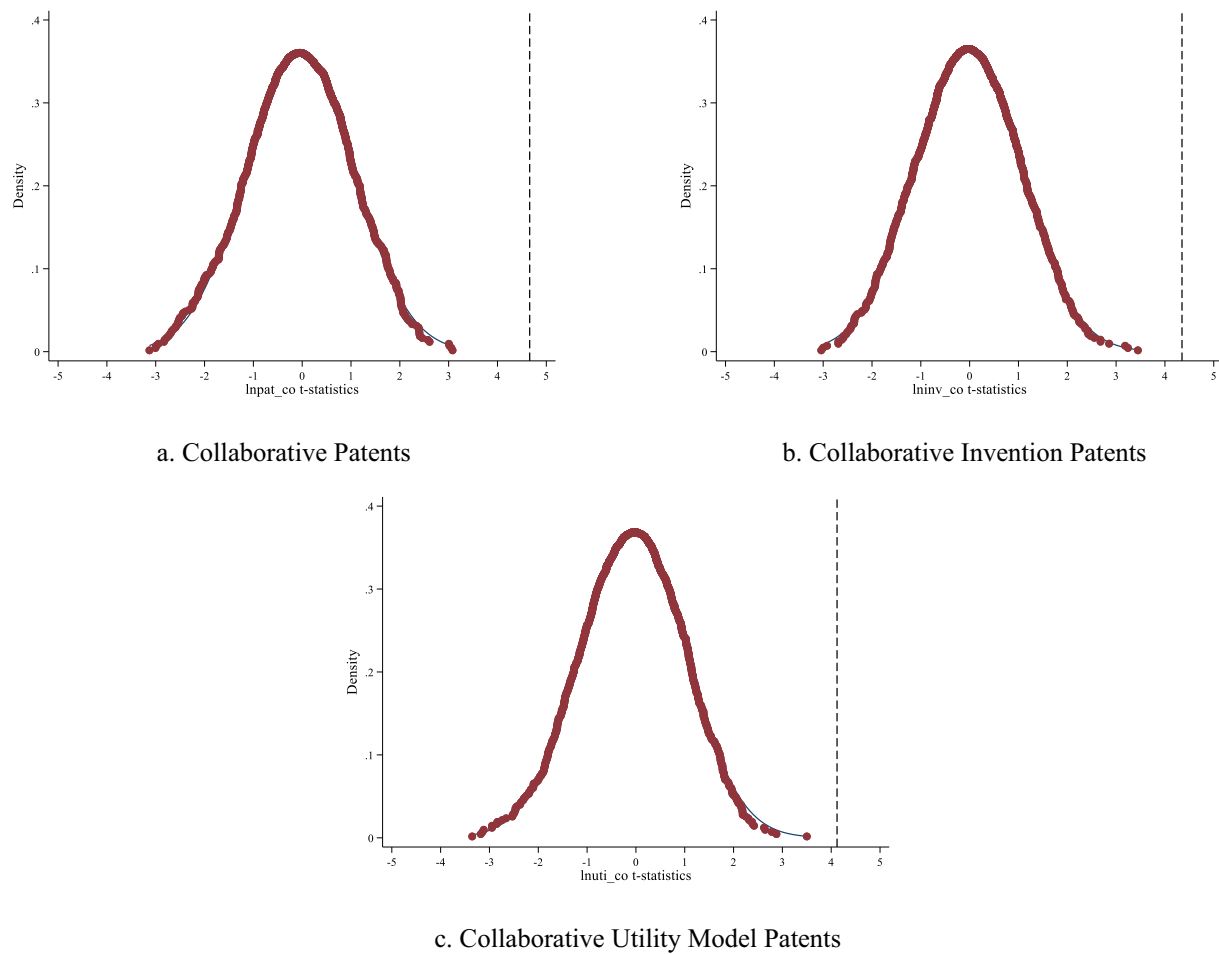 .4
.3
.2
.1
0
Density
-5 -4 -3 -2 -1 0 1 2 3 4 5
lnpat_co t-statistics
a. Collaborative Patents
.4
.3
.2
.1
0
Density
-5 -4 -3 -2 -1 0 1 2 3 4 5
lninv_co t-statistics
b. Collaborative Invention Patents
.4
.3
.2
.1
0
Density
-5 -4 -3 -2 -1 0 1 2 3 4 5
lnuti_co t-statistics
c. Collaborative Utility Model Patents